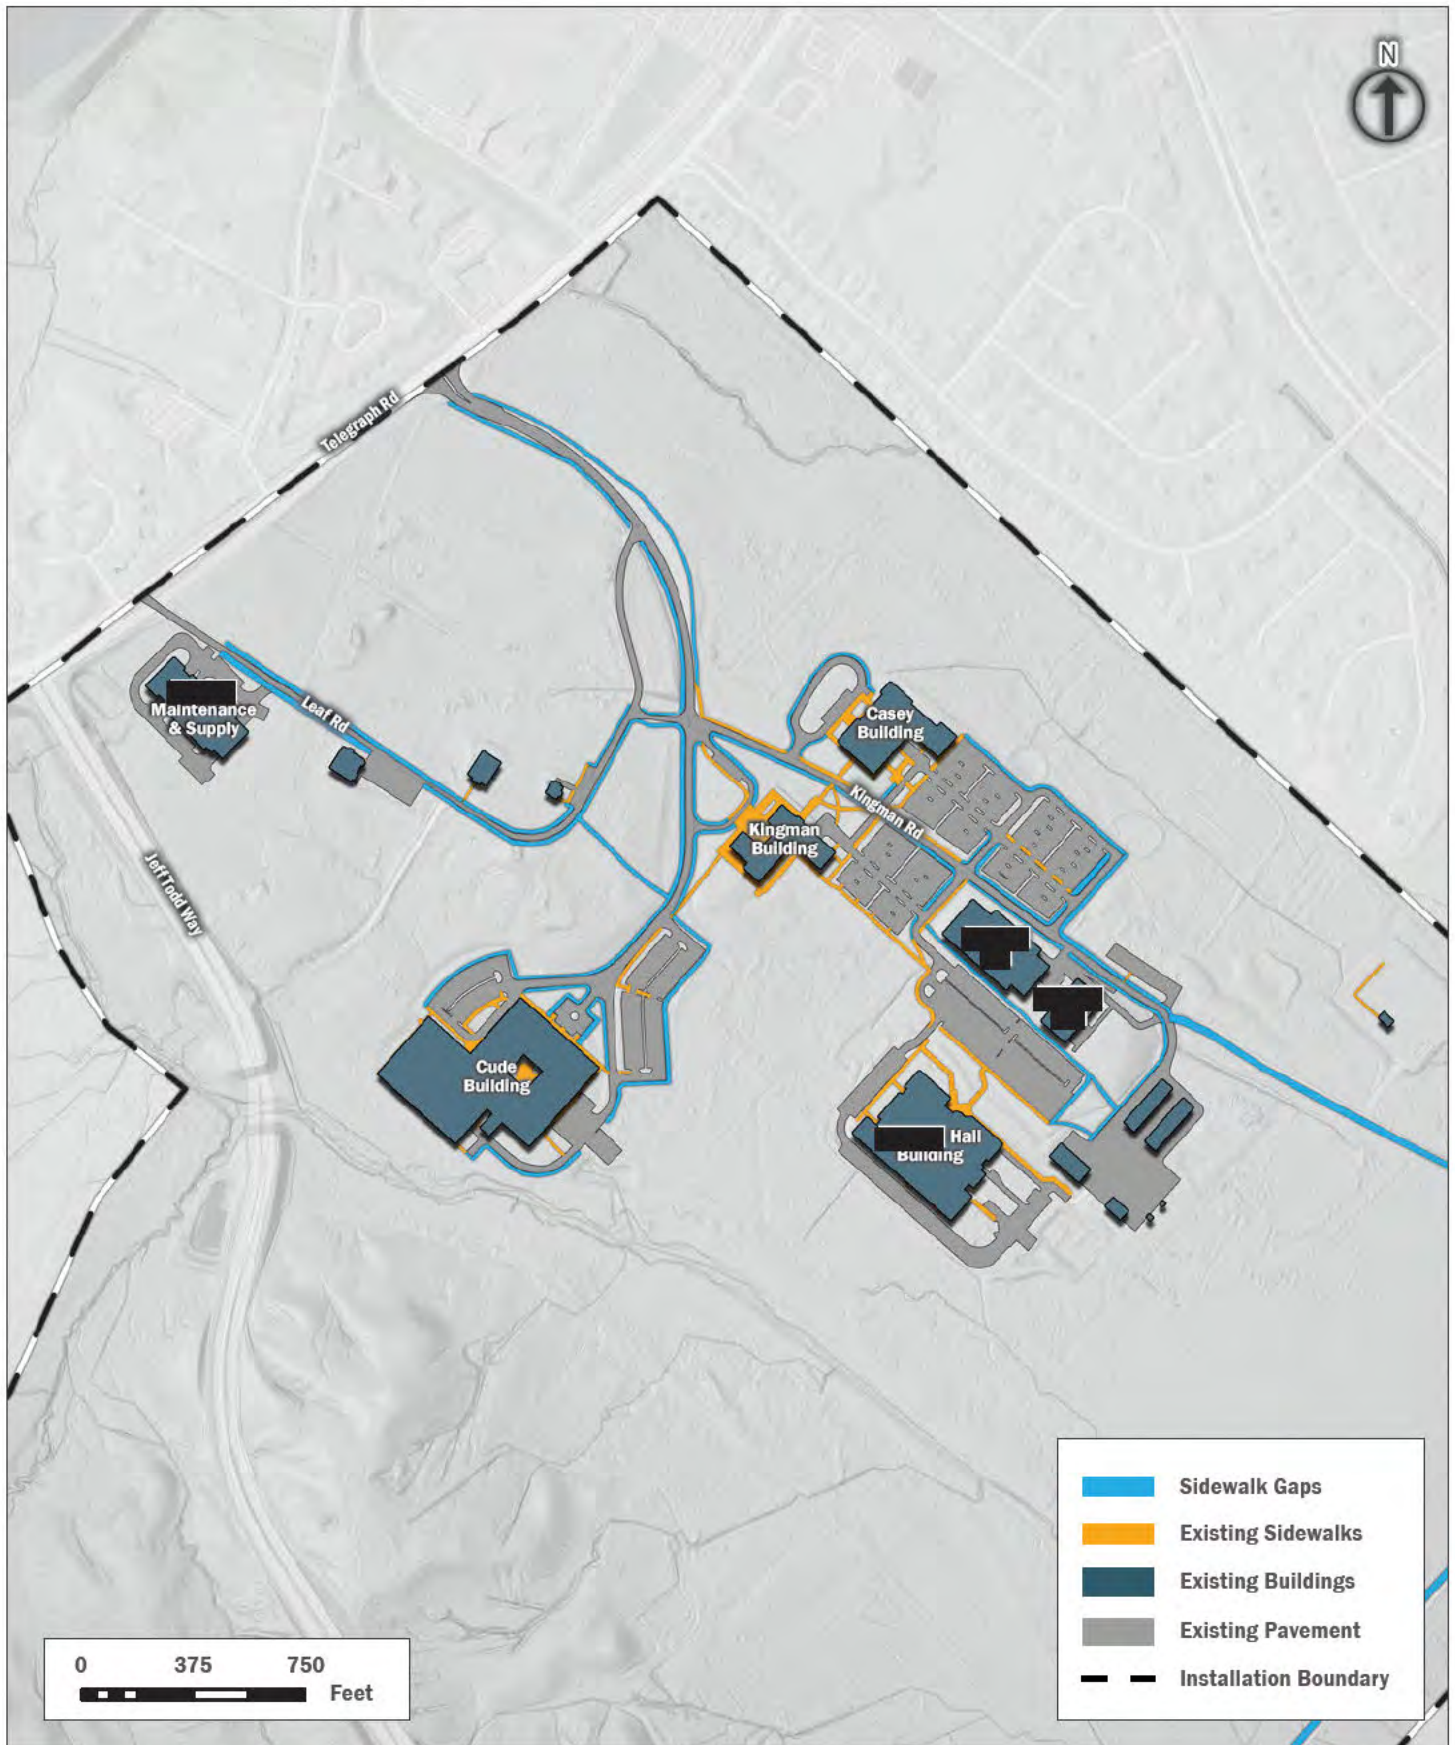 N
Telegraph Rd
Maintenance
& Supply
Leaf Rd
Casey
Building
Kingman Rd
Kingman
Building
Jeff Todd Way
Cude
Building
Hall
Building
Sidewalk Gaps
Existing Sidewalks
Existing Buildings
Existing Pavement
Installation Boundary
0 375 750
Feet